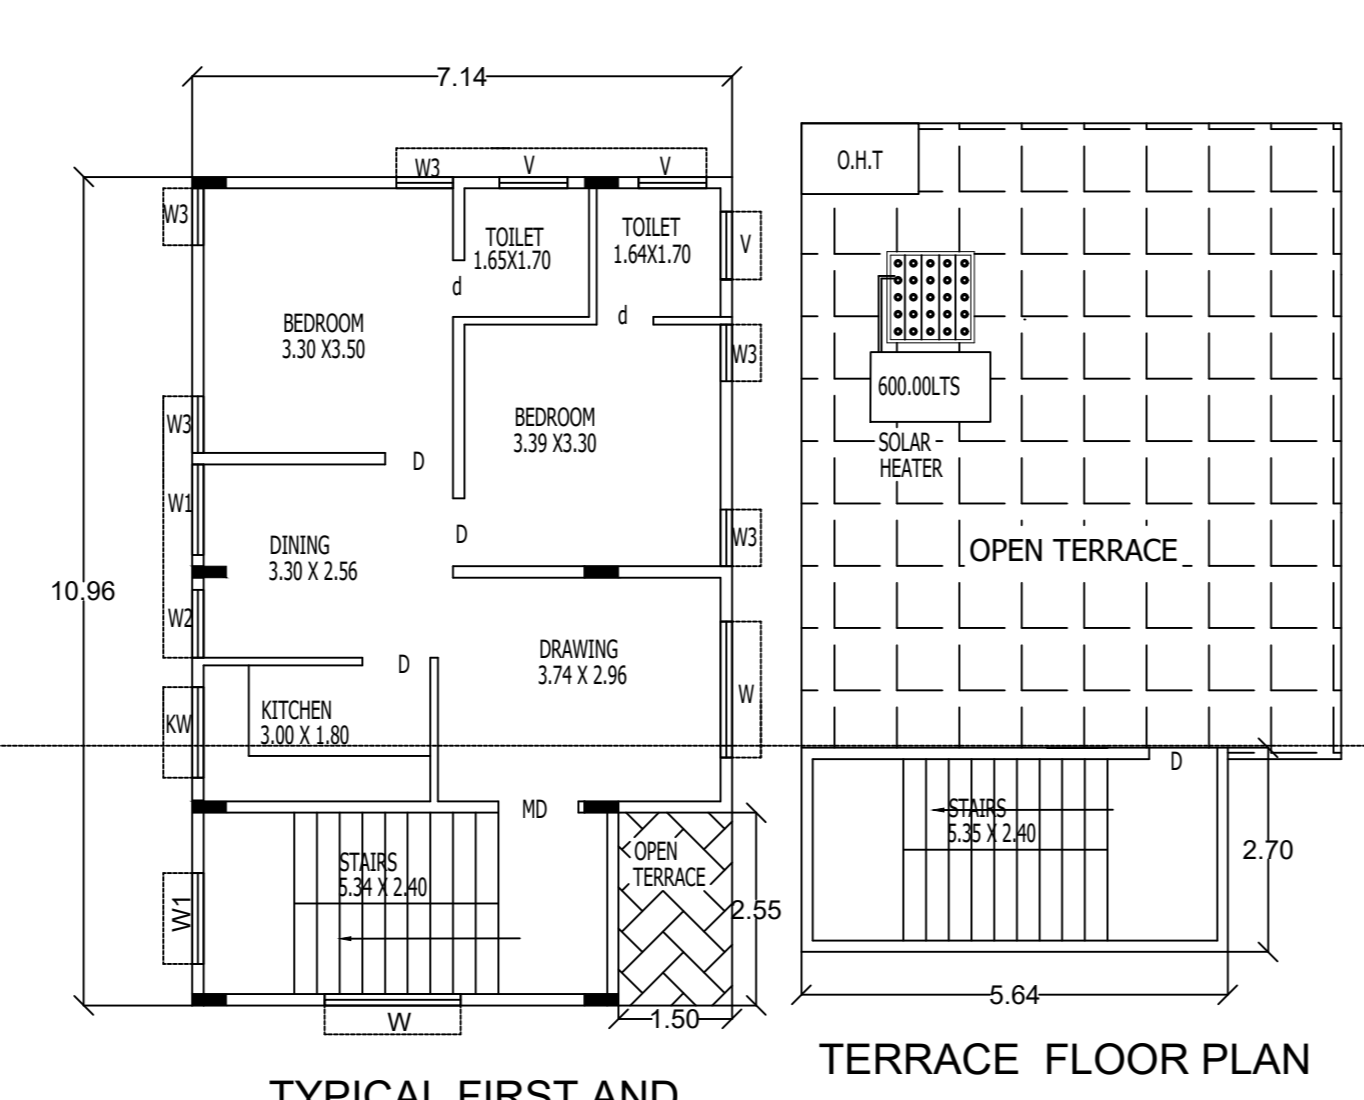 7.14
W3
V
V
W3
TOILET
1.65X1.70
TOILET
1.64X1.70
V
d
d
BEDROOM
3.30 X3.50
W3
BEDROOM
3.39 X3.30
W3
D
W1
D
W3
DINING
3.30 X 2.56
10.96
W2
DRAWING
3.74 X 2.96
D
W
KITCHEN
3.00 X 1.80
KW
MD
STAIRS
5.34 X 2.40
OPEN
TERRACE
W1
2.55
W
1.50
TYPICAL FIRST AND
O.H.T
600.00LTS
SOLAR
HEATER
OPEN TERRACE
D
STAIRS
5.35 X 2.40
2.70
5.64
TERRACE FLOOR PLAN